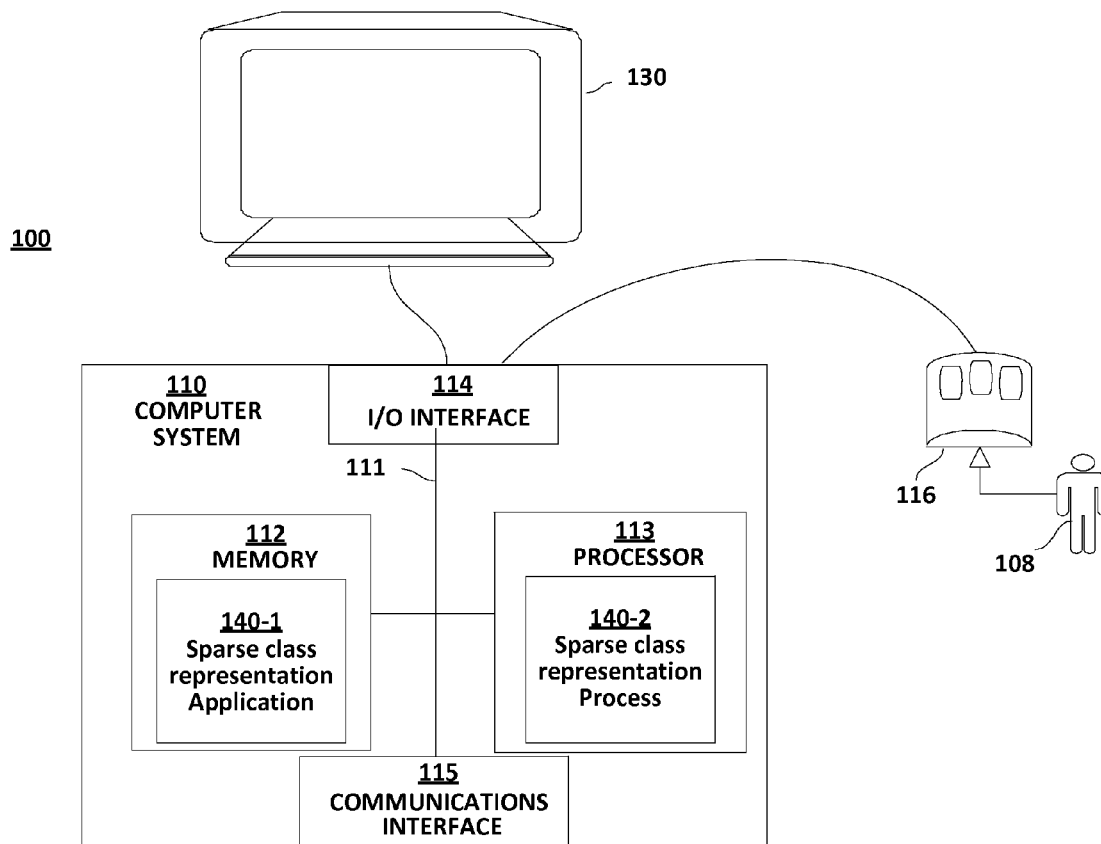 130
100
110
COMPUTER
SYSTEM
114
I/O INTERFACE
111
116
108
112
MEMORY
113
PROCESSOR
140-1
Sparse class
representation
Application
140-2
Sparse class
representation
Process
115
COMMUNICATIONS
INTERFACE